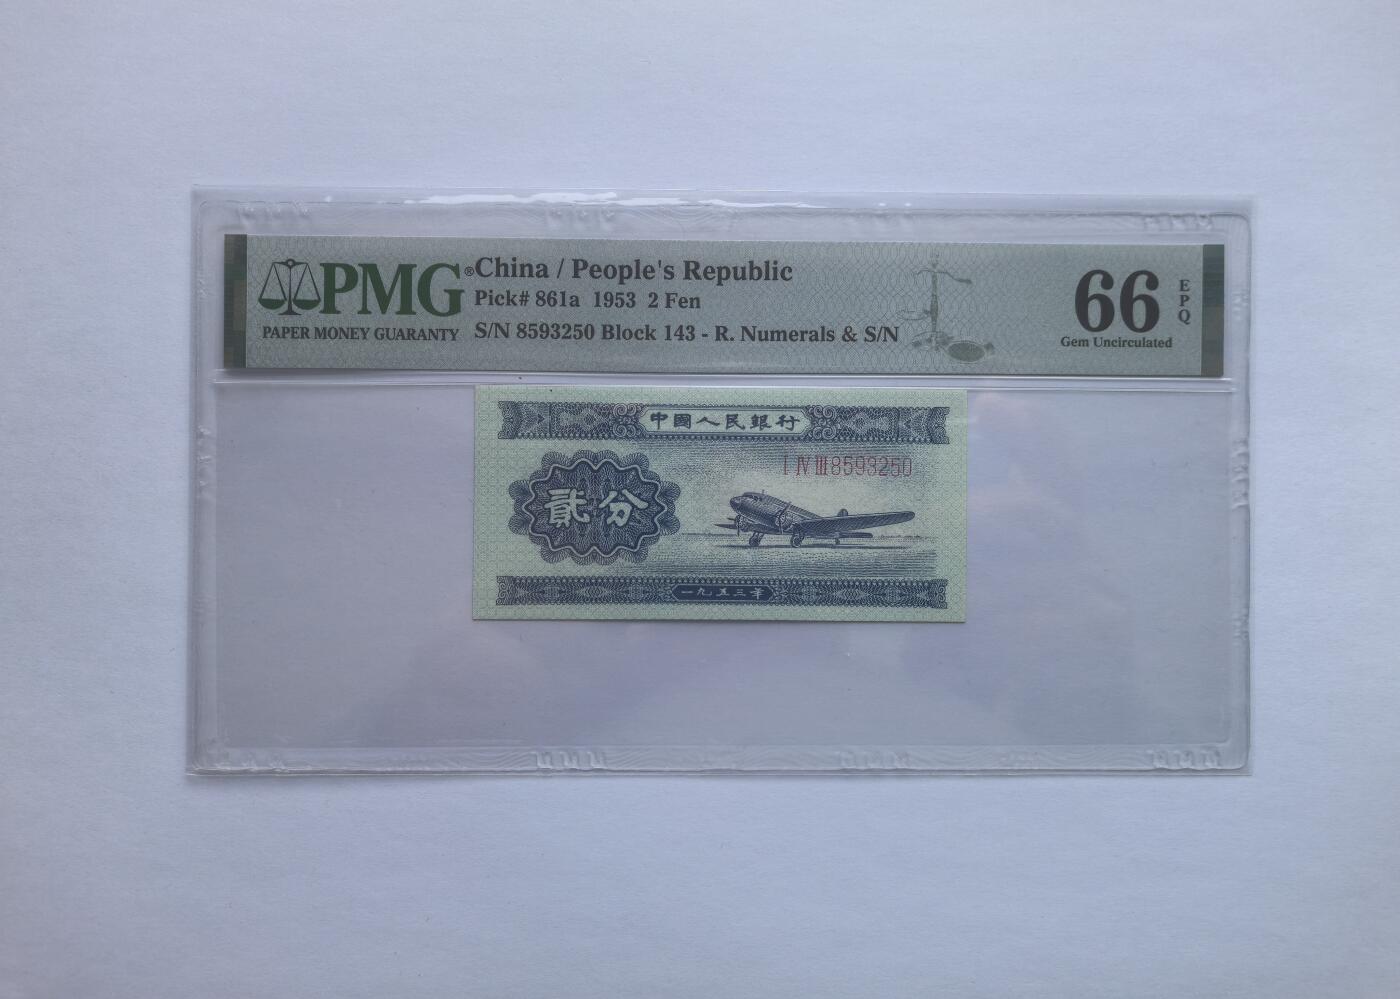 PMG®
PAPER MONEY GUARANTY
China / People's Republic
Pick# 861a 1953 2 Fen
S/N 8593250 Block 143 - R. Numerals & S/N
66
EPQ
Gem Uncirculated
中國人民銀行
I IV III 8593250
貳分
一九五三年